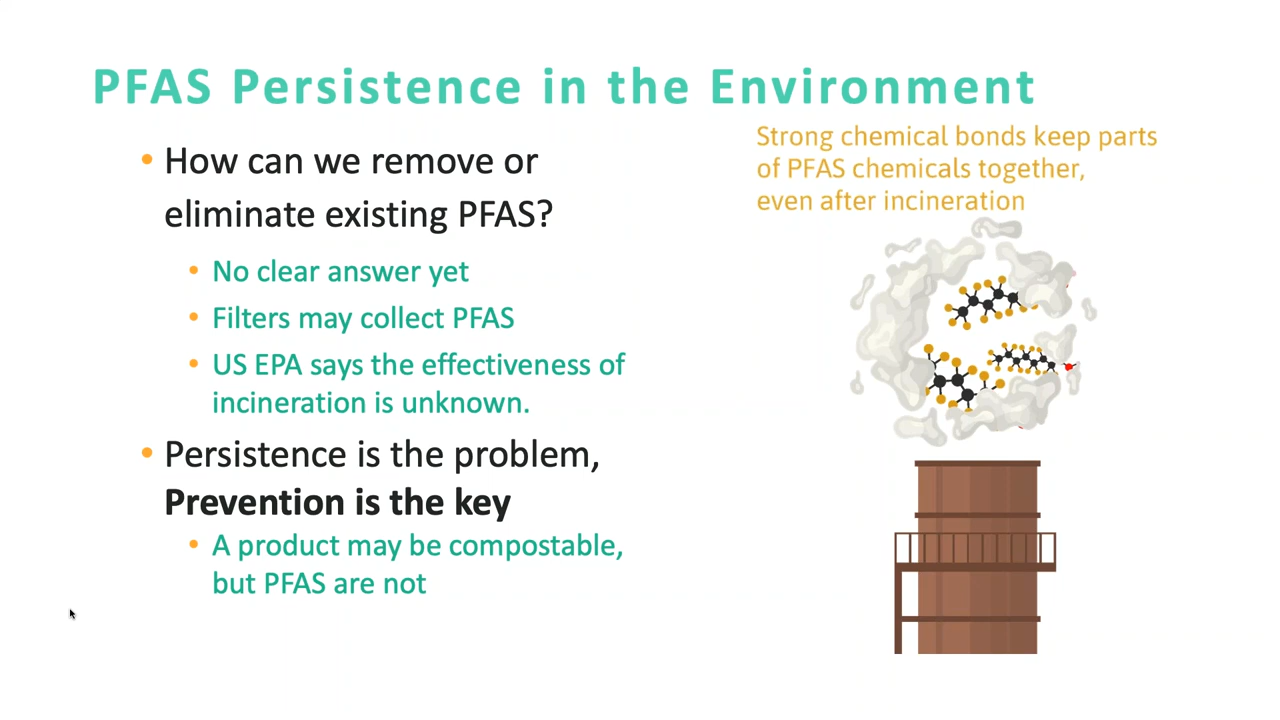 PFAS Persistence in the Environment
• How can we remove or
eliminate existing PFAS?
• No clear answer yet
• Filters may collect PFAS
• US EPA says the effectiveness of
incineration is unknown.
• Persistence is the problem,
Prevention is the key
• A product may be compostable,
but PFAS are not
Strong chemical bonds keep parts
of PFAS chemicals together,
even after incineration